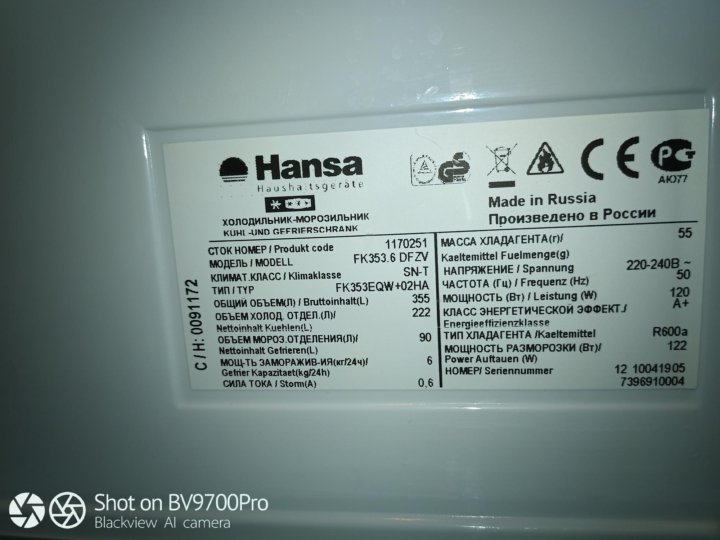 Hansa
Haushaltsgeräte
ХОЛОДИЛЬНИК-МОРОЗИЛЬНИК
KUHL-UND GEFRIERSCHRANK
GS
CE
РС
АЮ77
Made in Russia
Произведено в России
С / Н: 0091172
СТОК НОМЕР / Produkt code 1170251
МОДЕЛЬ / MODELL FK353.6 DFZV
КЛИМАТ.КЛАСС / Klimaklasse SN-T
ТИП / TYP FK353EQW+02HA
ОБЩИЙ ОБЪЕМ(Л) / Bruttoinhalt(L) 355
ОБЪЕМ ХОЛОД. ОТДЕЛ.(Л)/ 222
Nettoinhalt Kuehlen(L)
ОБЪЕМ МОРОЗ.ОТДЕЛЕНИЯ(Л)/ 90
Nettoinhalt Gefrieren(L)
МОЩ-ТЬ ЗАМОРАЖИВ-ИЯ(кг/24ч)/ 6
Gefrier Kapazitaet(kg/24h)
СИЛА ТОКА / Storm(A) 0,6
МАССА ХЛАДАГЕНТА(г)/ 55
Kaeltemittel Fuelmenge(g)
НАПРЯЖЕНИЕ / Spannung 220-240В ~
ЧАСТОТА (Гц) / Frequenz (Hz) 50
МОЩНОСТЬ (Вт) / Leistung (W) 120
КЛАСС ЭНЕРГЕТИЧЕСКОЙ ЭФФЕКТ./ A+
Energieeffizienzklasse
ТИП ХЛАДАГЕНТА /Kaeltemittel R600a
МОЩНОСТЬ РАЗМОРОЗКИ (Вт)/ 122
Power Auftauen (W)
НОМЕР/ Seriennummer 12 10041905
7396910004
Shot on BV9700Pro
Blackview AI camera